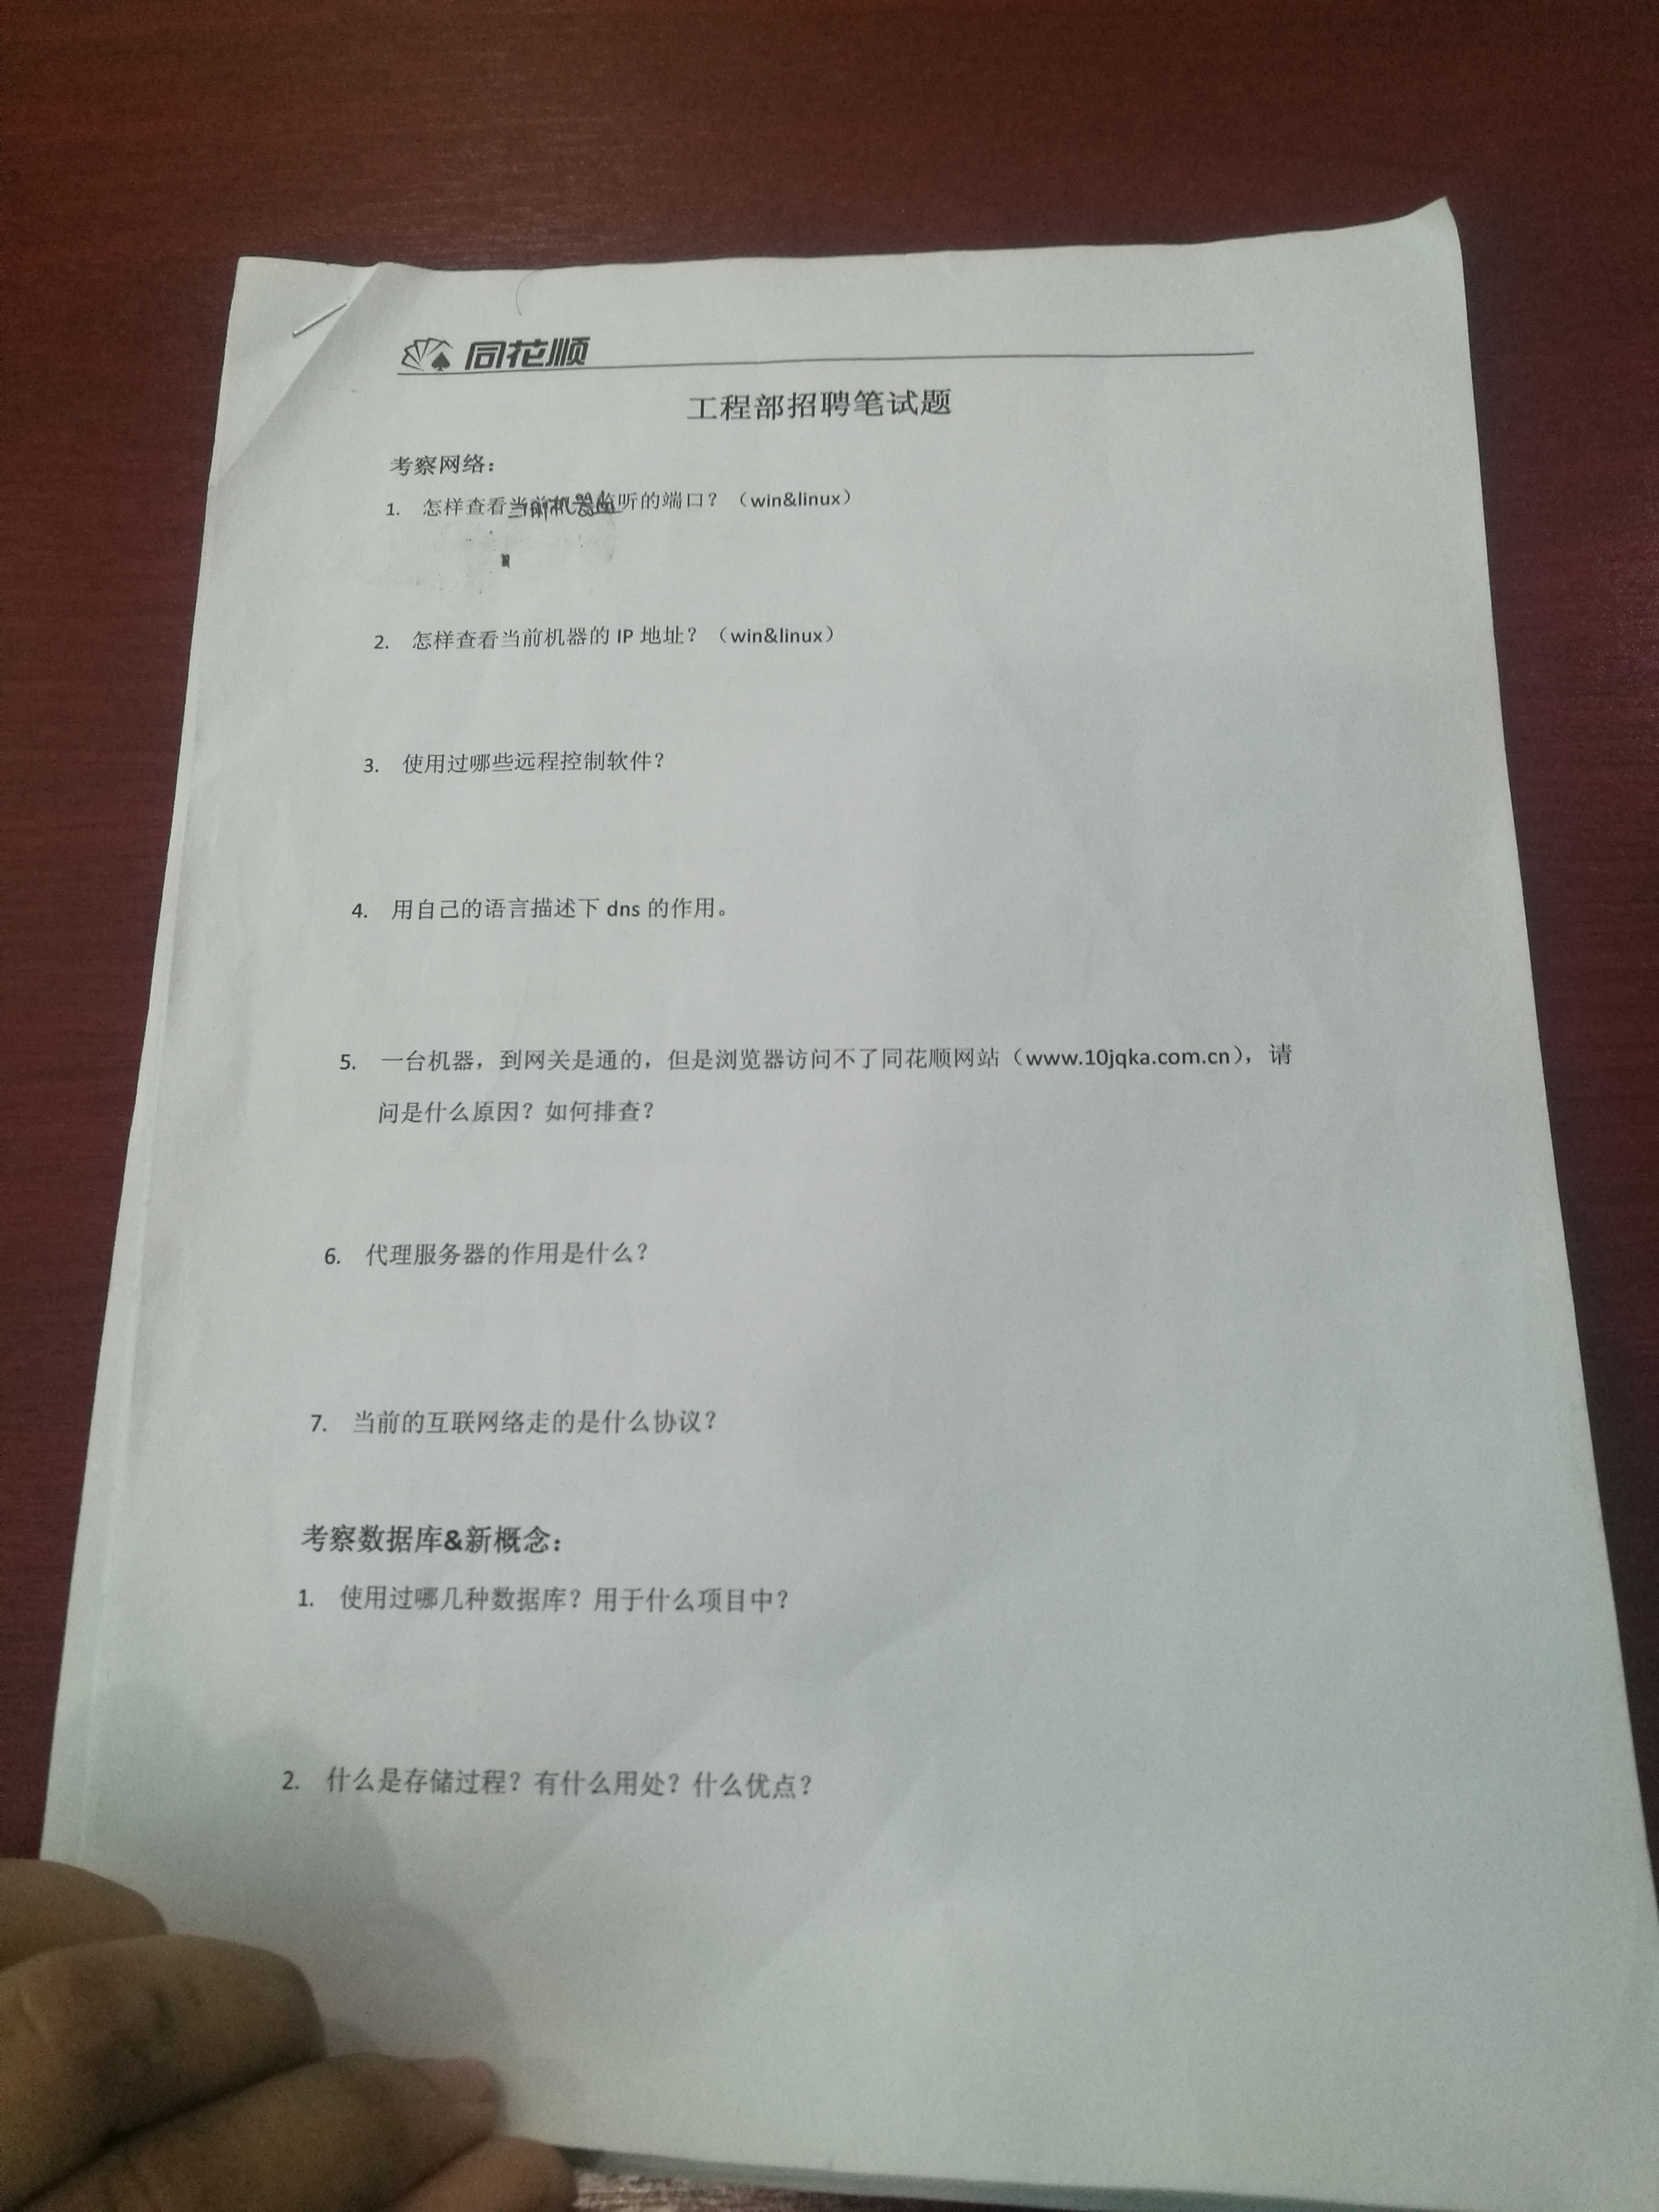 同花顺
工程部招聘笔试题
考察网络：
1. 怎样查看当前机器监听的端口？（win&linux）
2. 怎样查看当前机器的 IP 地址？（win&linux）
3. 使用过哪些远程控制软件？
4. 用自己的语言描述下 dns 的作用。
5. 一台机器，到网关是通的，但是浏览器访问不了同花顺网站（www.10jqka.com.cn），请
问是什么原因？如何排查？
6. 代理服务器的作用是什么？
7. 当前的互联网络走的是什么协议？
考察数据库&新概念：
1. 使用过哪几种数据库？用于什么项目中？
2. 什么是存储过程？有什么用处？什么优点？